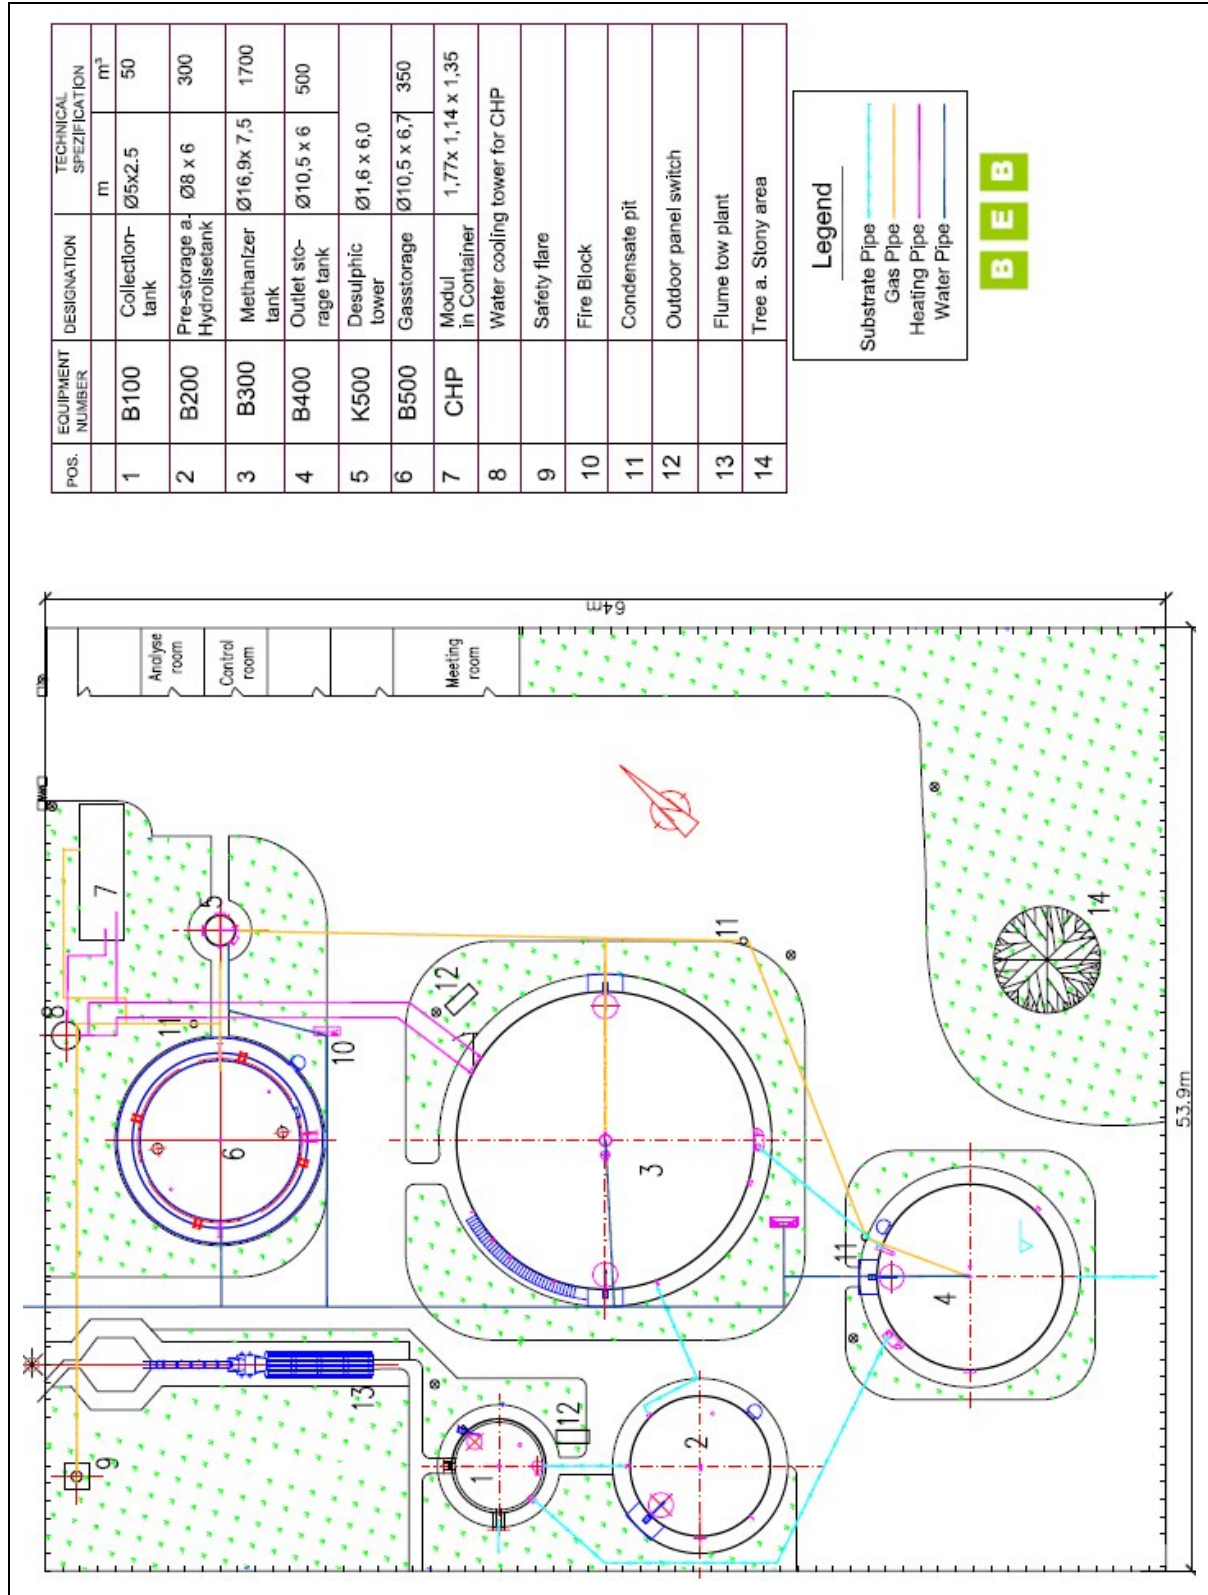 POS.
EQUIPMENT
NUMBER
DESIGNATION
TECHNICAL
SPEZIFICATION
m
m³
1
B100
Collection-
tank
Ø5x2.5
50
2
B200
Pre-storage a.
Hydrolisetank
Ø8 x 6
300
3
B300
Methanizer
tank
Ø16,9x 7,5
1700
4
B400
Outlet sto-
rage tank
Ø10,5 x 6
500
5
K500
Desulphic
tower
Ø1,6 x 6,0
6
B500
Gasstorage
Ø10,5 x 6,7
350
7
CHP
Modul
in Container
1,77x 1,14 x 1,35
8
Water cooling tower for CHP
9
Safety flare
10
Fire Block
11
Condensate pit
12
Outdoor panel switch
13
Flume tow plant
14
Tree a. Stony area
Legend
Substrate Pipe
Gas Pipe
Heating Pipe
Water Pipe
B E B
64m
53.9m
Analyse
room
Control
room
Meeting
room
9
8
7
11
5
6
10
13
12
12
1
2
3
11
11
4
14